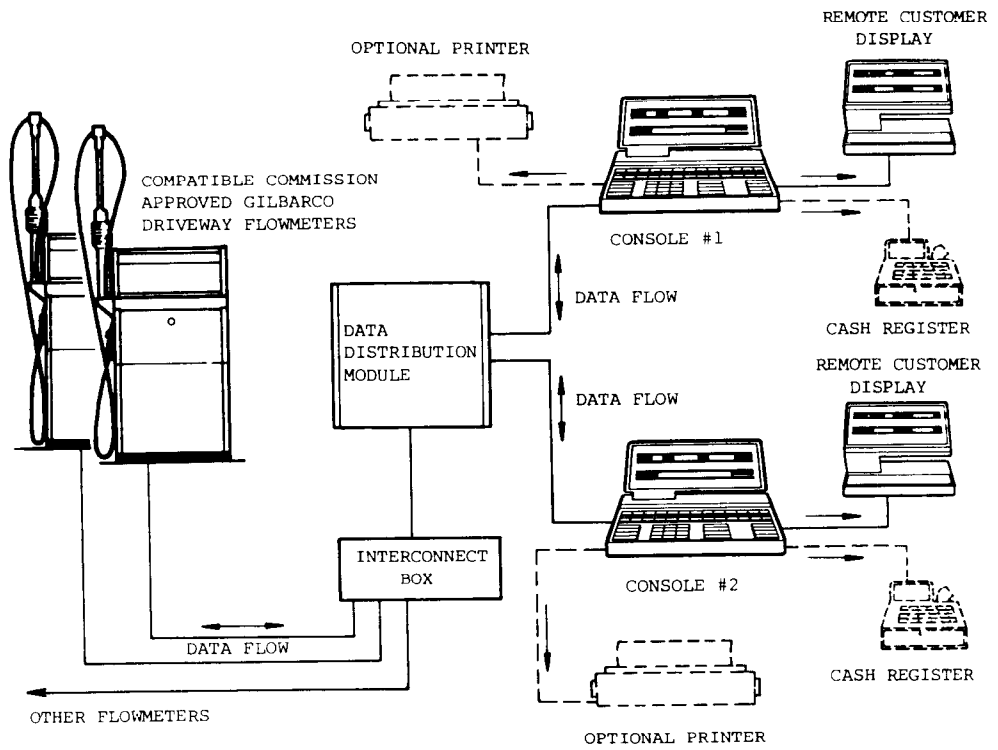 REMOTE CUSTOMER
DISPLAY
OPTIONAL PRINTER
COMPATIBLE COMMISSION
APPROVED GILBARCO
DRIVEWAY FLOWMETERS
CONSOLE #1
DATA FLOW
CASH REGISTER
DATA
DISTRIBUTION
MODULE
REMOTE CUSTOMER
DISPLAY
DATA FLOW
INTERCONNECT
BOX
CONSOLE #2
DATA FLOW
CASH REGISTER
OTHER FLOWMETERS
OPTIONAL PRINTER